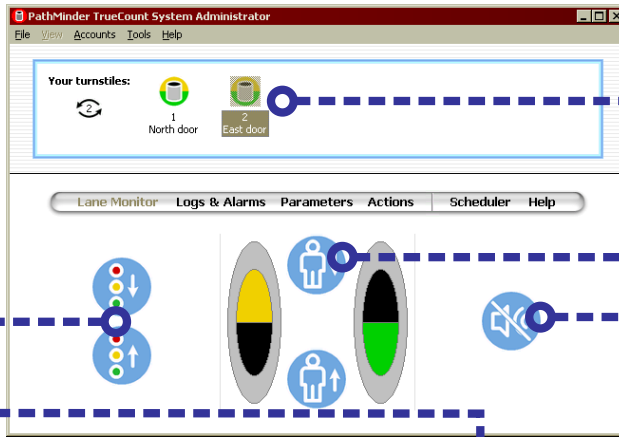 PathMinder TrueCount System Administrator
File View Accounts Tools Help
Your turnstiles:
2
1
North door
2
East door
Lane Monitor Logs & Alarms Parameters Actions Scheduler Help